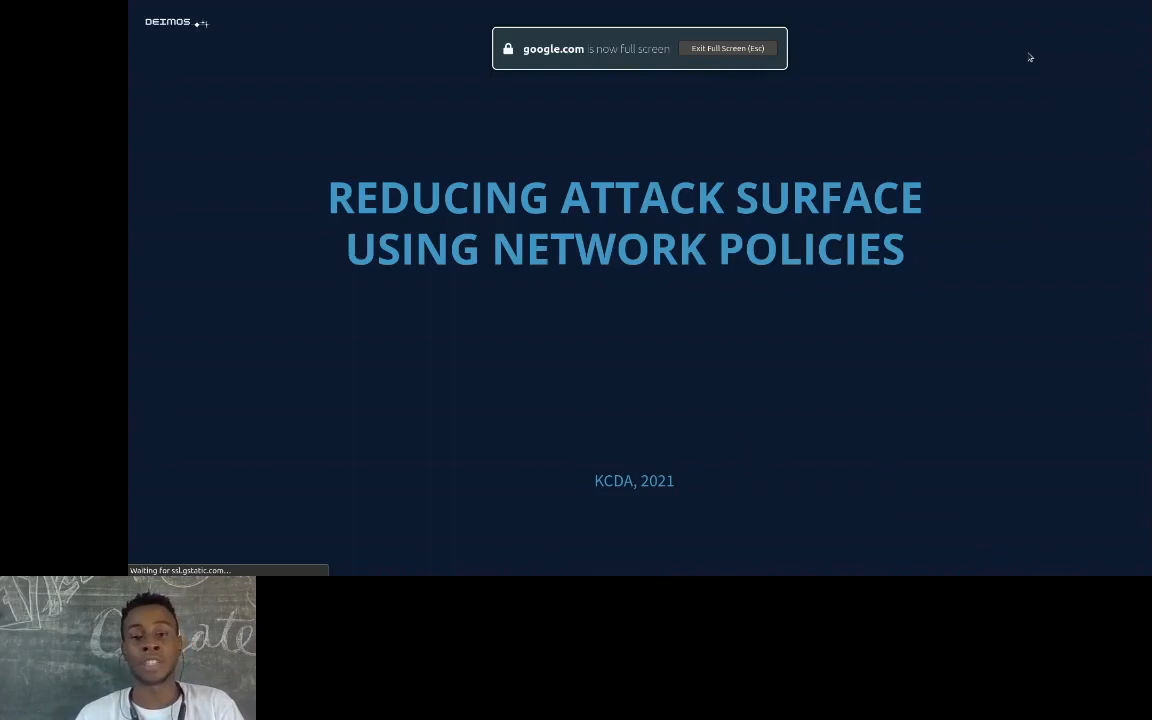 DEIMOS
google.com is now full screen Exit Full Screen (Esc)
REDUCING ATTACK SURFACE
USING NETWORK POLICIES
KCDA, 2021
Waiting for ssl.gstatic.com...
Create